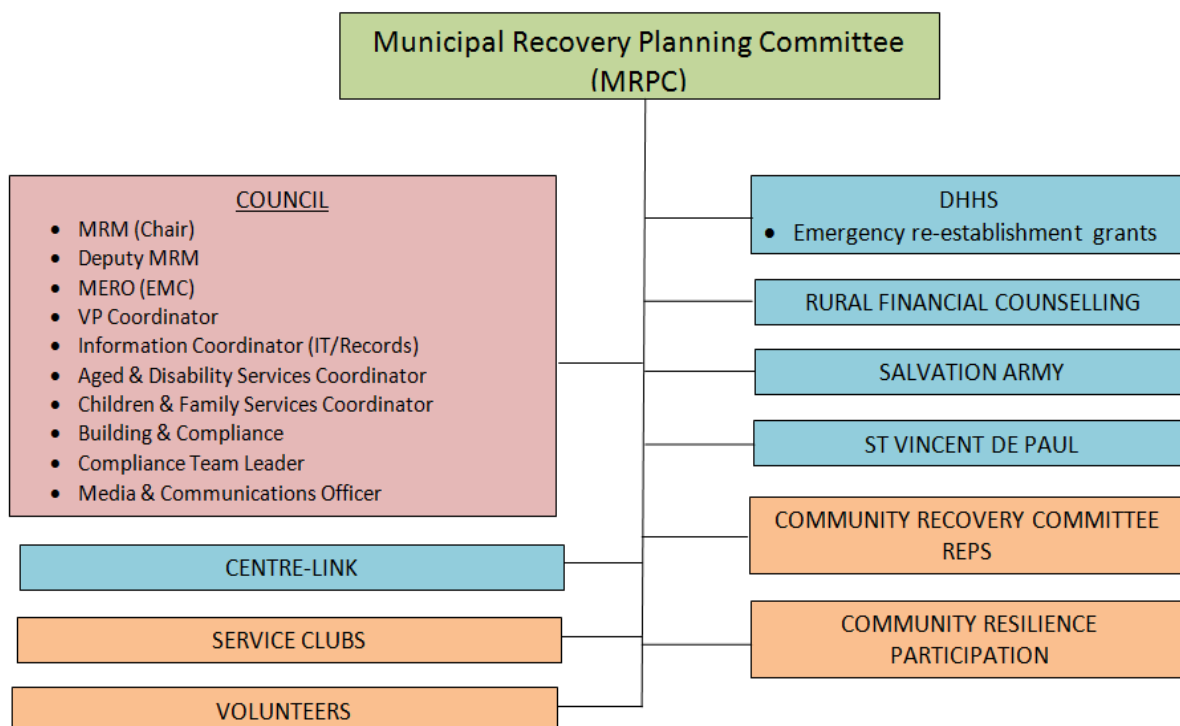 Municipal Recovery Planning Committee
(MRPC)
COUNCIL
• MRM (Chair)
• Deputy MRM
• MERO (EMC)
• VP Coordinator
• Information Coordinator (IT/Records)
• Aged & Disability Services Coordinator
• Children & Family Services Coordinator
• Building & Compliance
• Compliance Team Leader
• Media & Communications Officer
CENTRE-LINK
SERVICE CLUBS
VOLUNTEERS
DHHS
• Emergency re-establishment grants
RURAL FINANCIAL COUNSELLING
SALVATION ARMY
ST VINCENT DE PAUL
COMMUNITY RECOVERY COMMITTEE
REPS
COMMUNITY RESILIENCE
PARTICIPATION